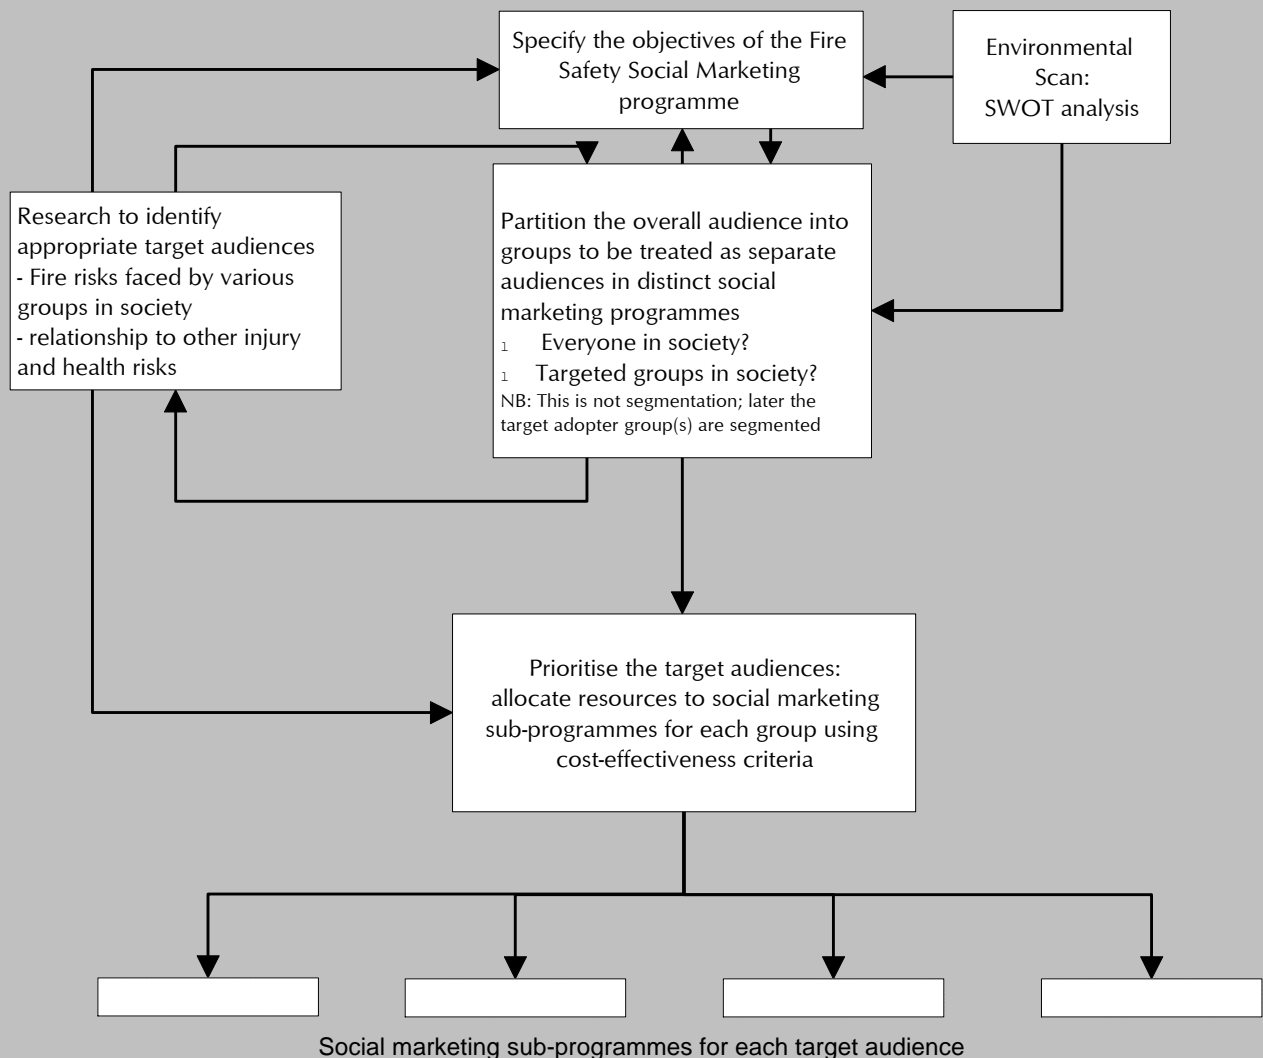 Specify the objectives of the Fire
Safety Social Marketing
programme
Environmental
Scan:
SWOT analysis
Research to identify
appropriate target audiences
- Fire risks faced by various
groups in society
- relationship to other injury
and health risks
Partition the overall audience into
groups to be treated as separate
audiences in distinct social
marketing programmes
ı Everyone in society?
ı Targeted groups in society?
NB: This is not segmentation; later the
target adopter group(s) are segmented
Prioritise the target audiences:
allocate resources to social marketing
sub-programmes for each group using
cost-effectiveness criteria
Social marketing sub-programmes for each target audience